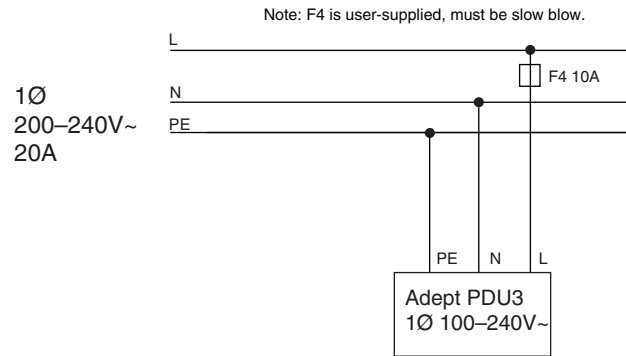 Note: F4 is user-supplied, must be slow blow.
L
F4 10A
1Ø
200–240V~
20A
N
PE
PE N L
Adept PDU3
1Ø 100–240V~